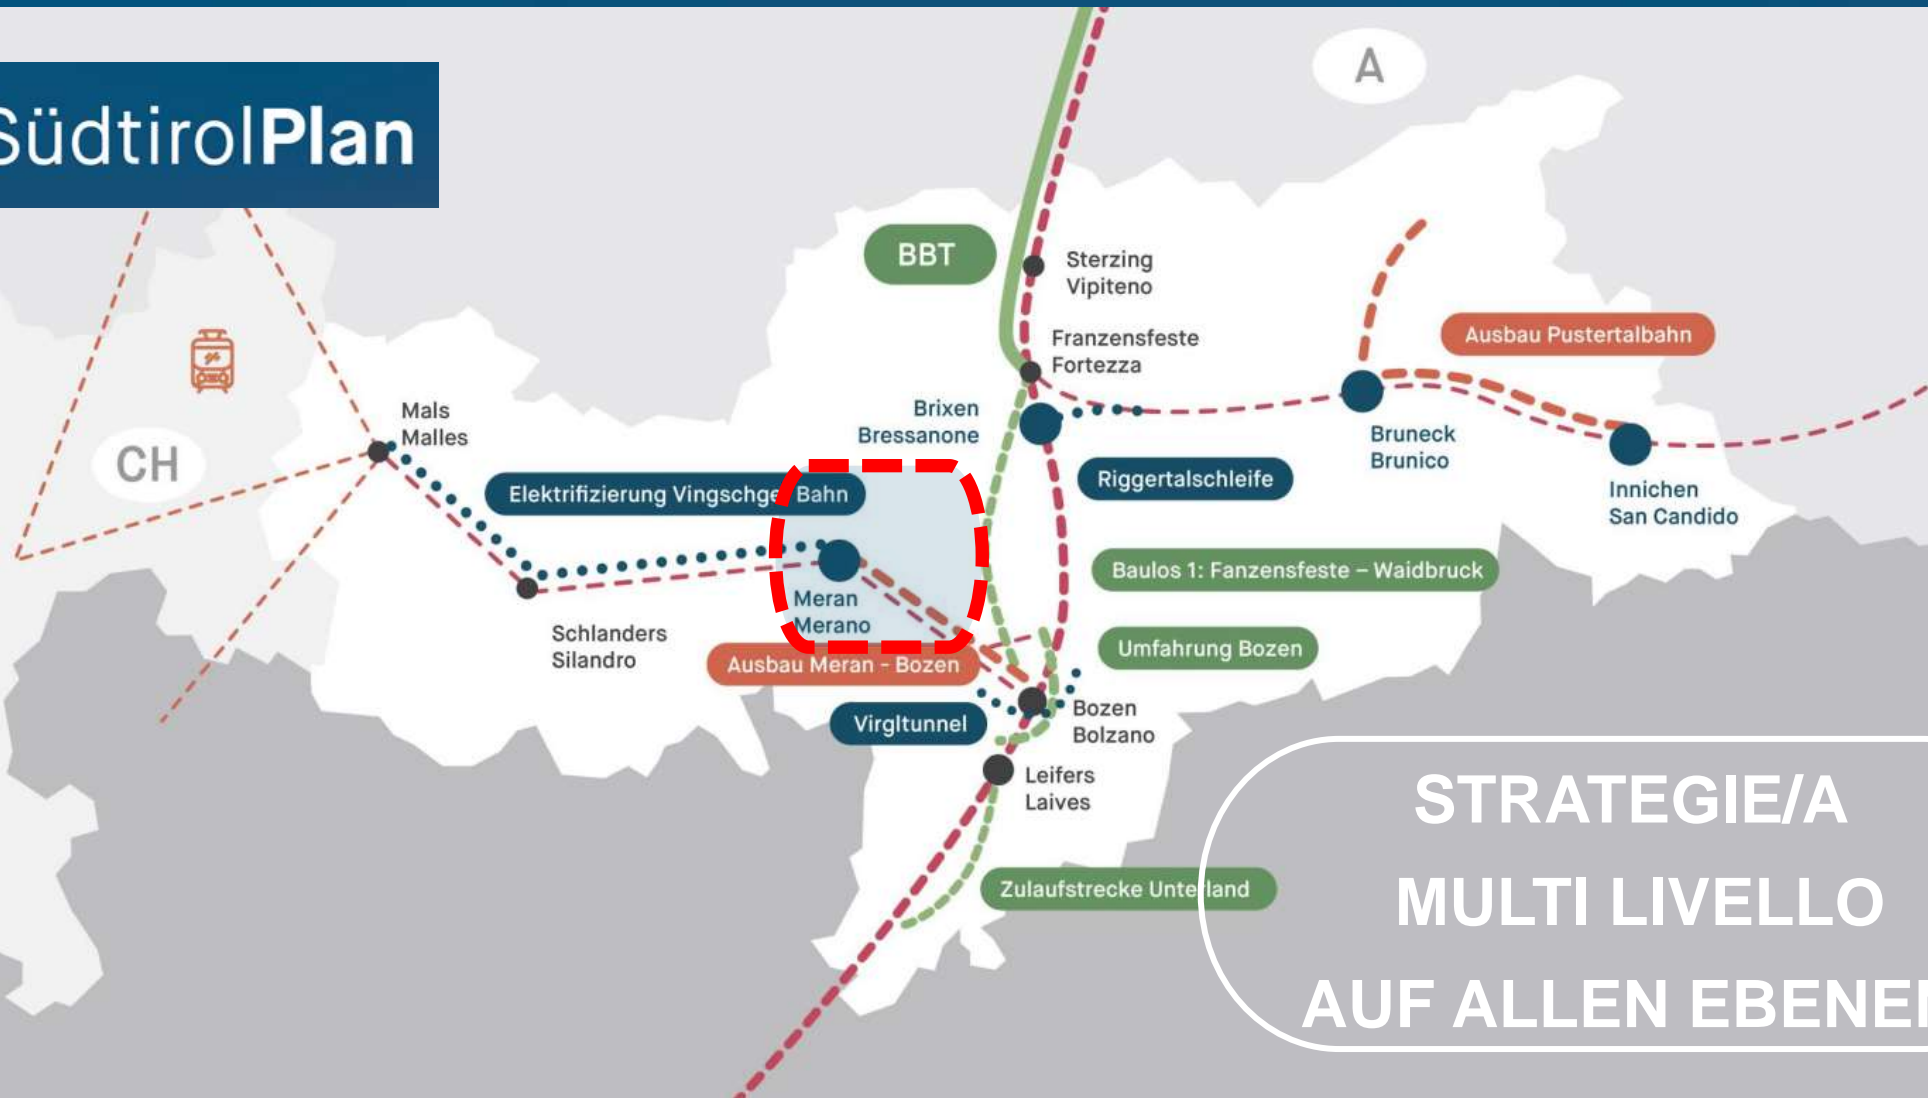 SüdtirolPlan
A
BBT
Sterzing
Vipiteno
Franzensfeste
Fortezza
Ausbau Pustertalbahn
Mals
Malles
CH
Brixen
Bressanone
Bruneck
Brunico
Riggertalschleife
Innichen
San Candido
Elektrifizierung Vingschge Bahn
Meran
Merano
Baulos 1: Fanzensfeste – Waidbruck
Schlanders
Silandro
Umfahrung Bozen
Ausbau Meran - Bozen
Virgltunnel
Bozen
Bolzano
Leifers
Laives
Zulaufstrecke Unterland
STRATEGIE/A
MULTI LIVELLO
AUF ALLEN EBENEN